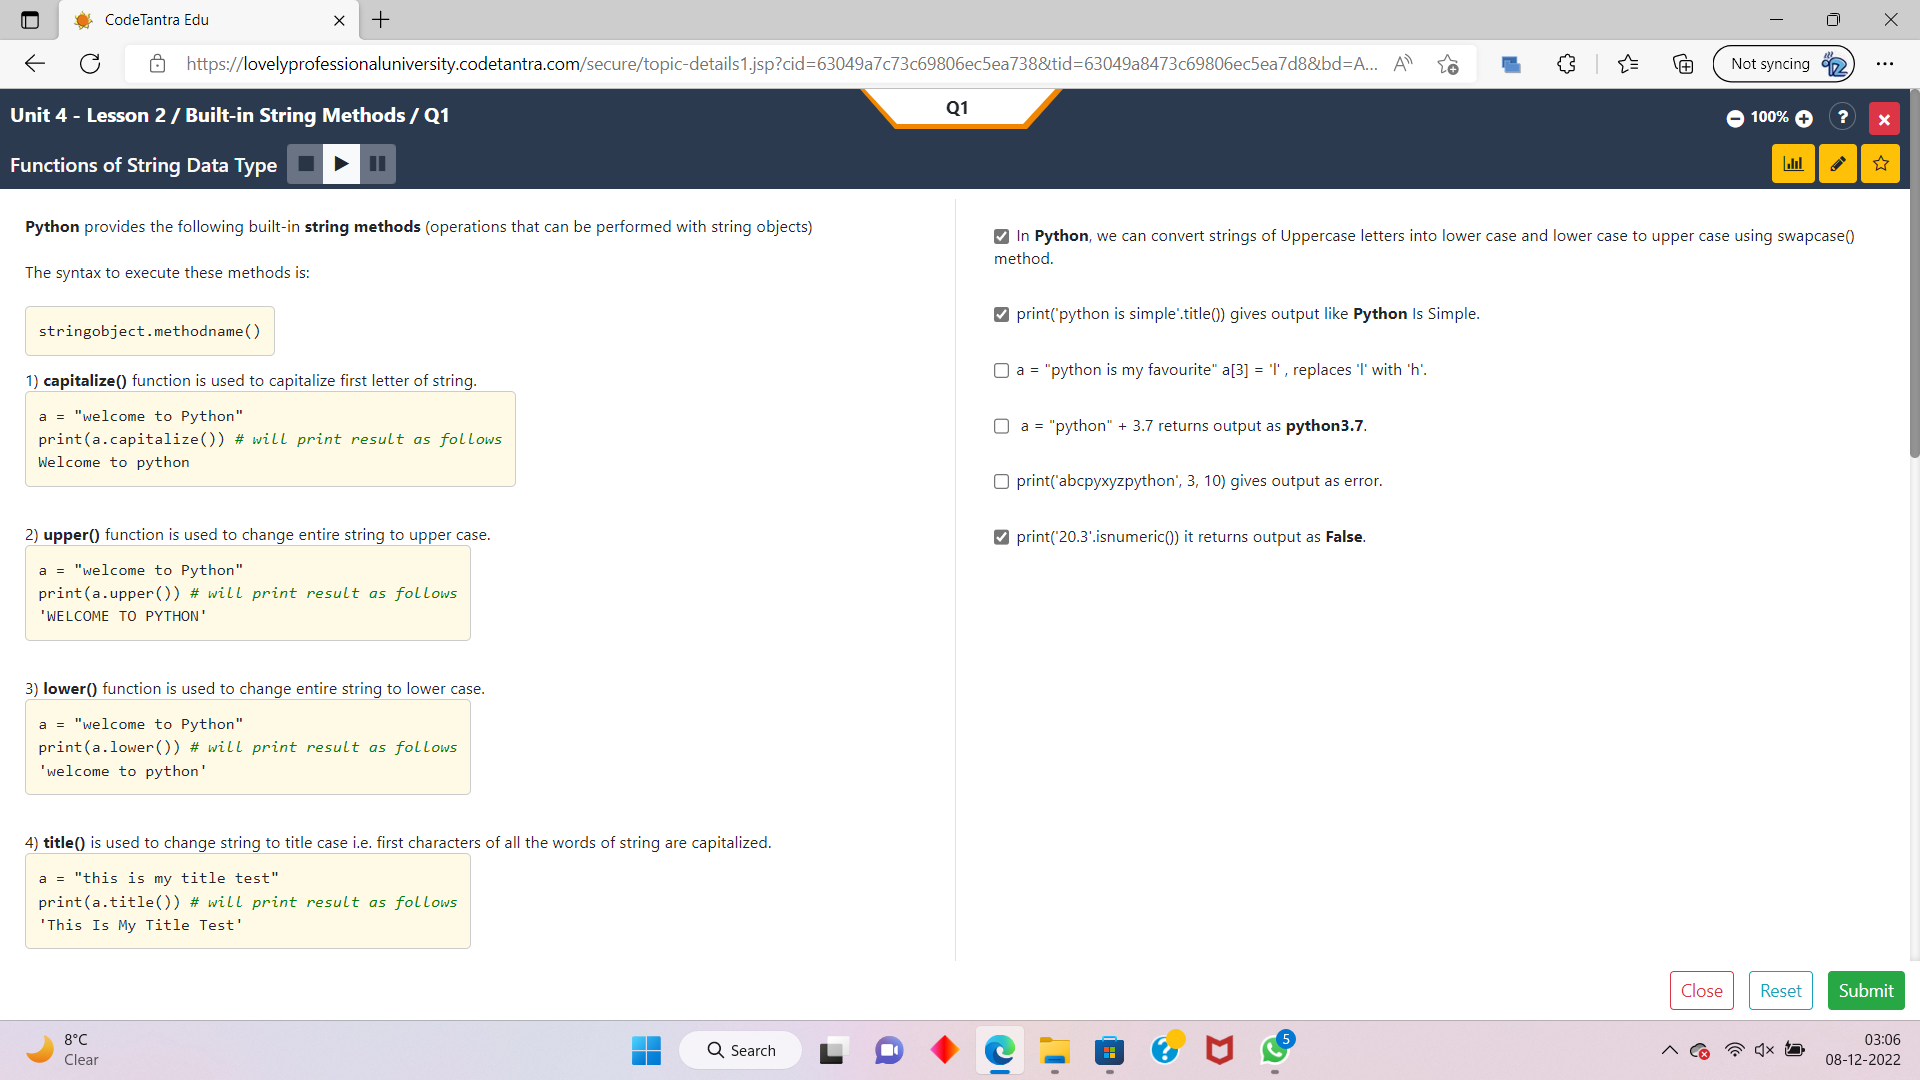 CodeTantra Edu
https://lovelyprofessionaluniversity.codetantra.com/secure/topic-details1.jsp?cid=63049a7c73c69806ec5ea738&tid=63049a8473c69806ec5ea7d8&bd=A...
Not syncing
Unit 4 - Lesson 2 / Built-in String Methods / Q1
Q1
100%
?
Functions of String Data Type
Python provides the following built-in string methods (operations that can be performed with string objects)
The syntax to execute these methods is:
stringobject.methodname()
1) capitalize() function is used to capitalize first letter of string.
a = "welcome to Python"
print(a.capitalize()) # will print result as follows
Welcome to python
2) upper() function is used to change entire string to upper case.
a = "welcome to Python"
print(a.upper()) # will print result as follows
'WELCOME TO PYTHON'
3) lower() function is used to change entire string to lower case.
a = "welcome to Python"
print(a.lower()) # will print result as follows
'welcome to python'
4) title() is used to change string to title case i.e. first characters of all the words of string are capitalized.
a = "this is my title test"
print(a.title()) # will print result as follows
'This Is My Title Test'
In Python, we can convert strings of Uppercase letters into lower case and lower case to upper case using swapcase()
method.
print('python is simple'.title()) gives output like Python Is Simple.
a = "python is my favourite" a[3] = 'l' , replaces 'l' with 'h'.
a = "python" + 3.7 returns output as python3.7.
print('abcpyxyzpython', 3, 10) gives output as error.
print('20.3'.isnumeric()) it returns output as False.
Close
Reset
Submit
8°C
Clear
Search
5
03:06
08-12-2022